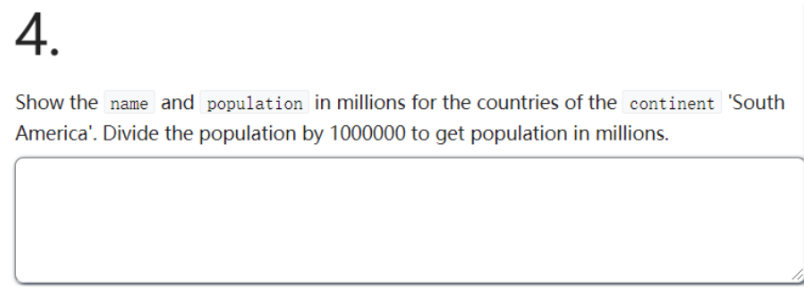 4.
Show the name and population in millions for the countries of the continent 'South
America'. Divide the population by 1000000 to get population in millions.